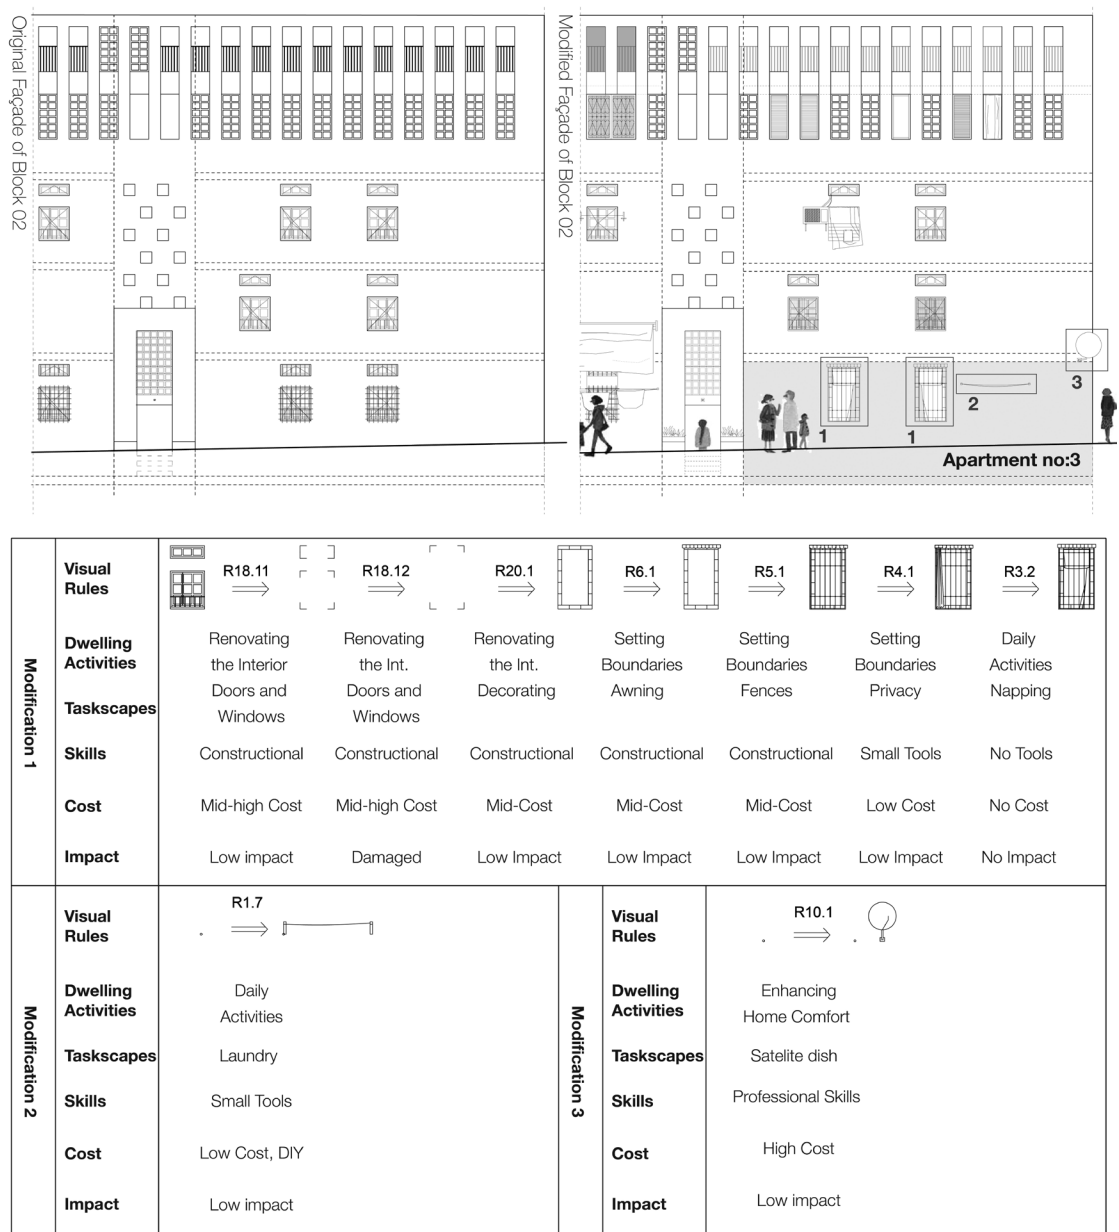 Original Façade of Block 02
Modified Façade of Block 02
1
1
2
3
Apartment no:3
Modification 1
Visual
Rules
R18.11
R18.12
R20.1
R6.1
R5.1
R4.1
R3.2
Dwelling
Activities
Taskscapes
Renovating
the Interior
Doors and
Windows
Renovating
the Int.
Doors and
Windows
Renovating
the Int.
Decorating
Setting
Boundaries
Awning
Setting
Boundaries
Fences
Setting
Boundaries
Privacy
Daily
Activities
Napping
Skills
Constructional
Constructional
Constructional
Constructional
Constructional
Small Tools
No Tools
Cost
Mid-high Cost
Mid-high Cost
Mid-Cost
Mid-Cost
Mid-Cost
Low Cost
No Cost
Impact
Low impact
Damaged
Low Impact
Low Impact
Low Impact
Low Impact
No Impact
Modification 2
Visual
Rules
R1.7
Dwelling
Activities
Daily
Activities
Taskscapes
Laundry
Skills
Small Tools
Cost
Low Cost, DIY
Impact
Low impact
Modification 3
Visual
Rules
R10.1
Dwelling
Activities
Enhancing
Home Comfort
Taskscapes
Satelite dish
Skills
Professional Skills
Cost
High Cost
Impact
Low impact